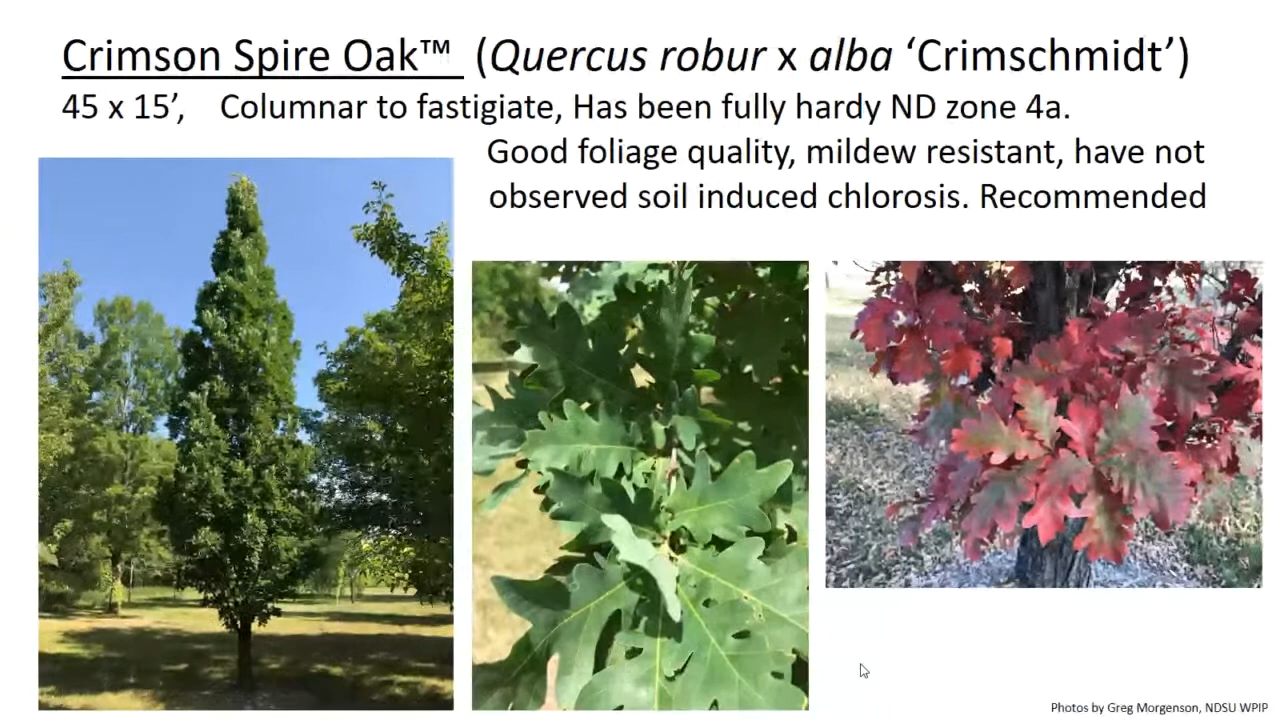 Crimson Spire Oak™ (Quercus robur x alba ‘Crimschmidt’)
45 x 15’, Columnar to fastigiate, Has been fully hardy ND zone 4a.
Good foliage quality, mildew resistant, have not
observed soil induced chlorosis. Recommended
Photos by Greg Morgenson, NDSU WPIP